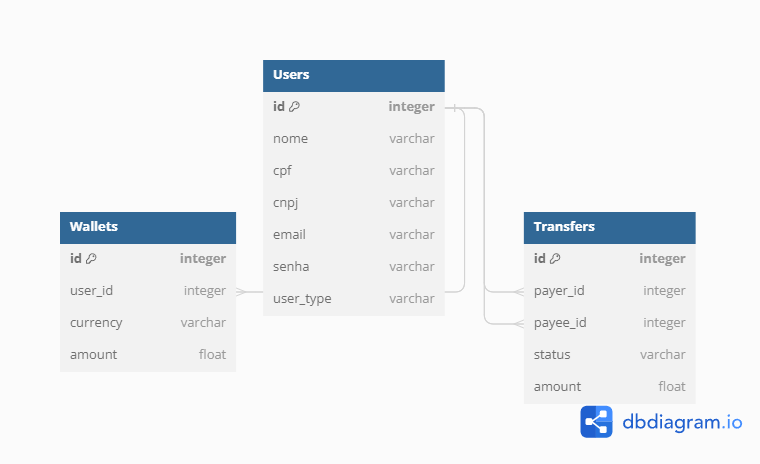 Users
id integer
nome varchar
cpf varchar
cnpj varchar
email varchar
senha varchar
user_type varchar
Wallets
id integer
user_id integer
currency varchar
amount float
Transfers
id integer
payer_id integer
payee_id integer
status varchar
amount float
dbdiagram.io